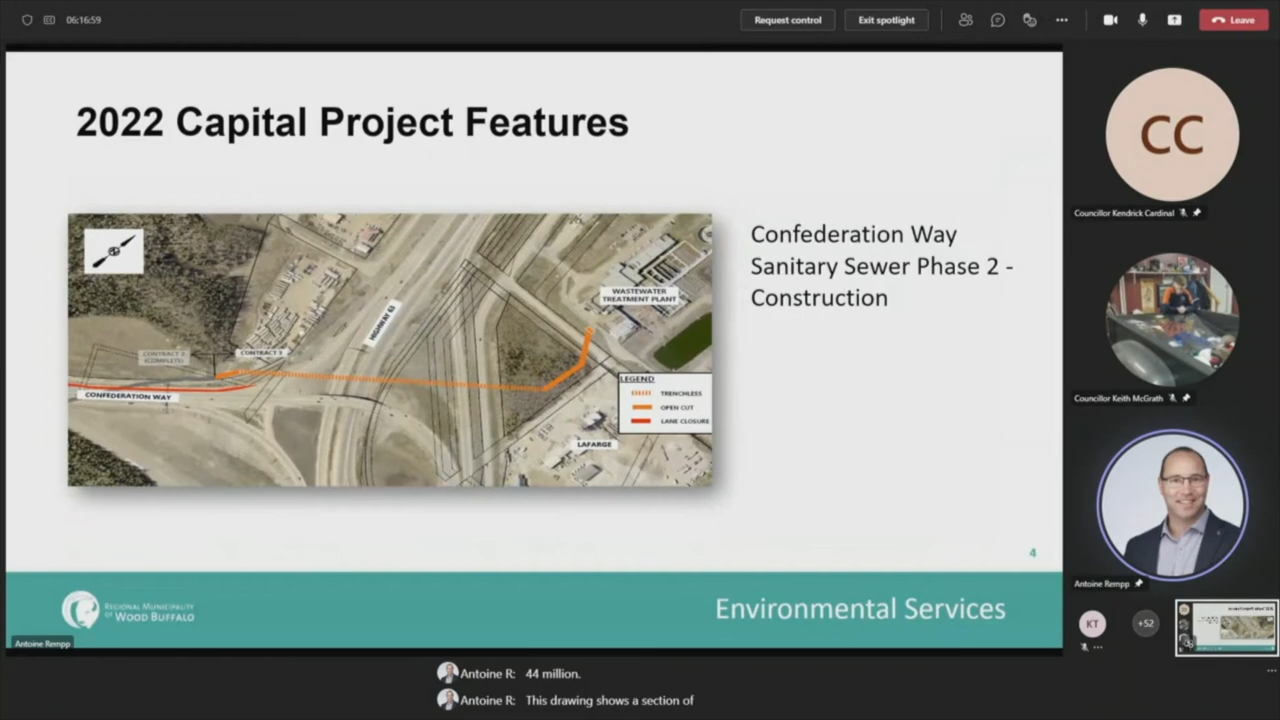 06:16:59
Request control
Exit spotlight
Leave
2022 Capital Project Features
WASTEWATER
TREATMENT PLANT
HIGHWAY 63
CONTRACT 2
(COMPLETE)
CONTRACT 3
CONFEDERATION WAY
LEGEND
TRENCHLESS
OPEN CUT
LANE CLOSURE
LAFARGE
Confederation Way
Sanitary Sewer Phase 2 -
Construction
4
REGIONAL MUNICIPALITY
OF WOOD BUFFALO
Environmental Services
Antoine Rempp
CC
Councillor Kendrick Cardinal
Councillor Keith McGrath
Antoine Rempp
KT
+52
Antoine R: 44 million.
Antoine R: This drawing shows a section of